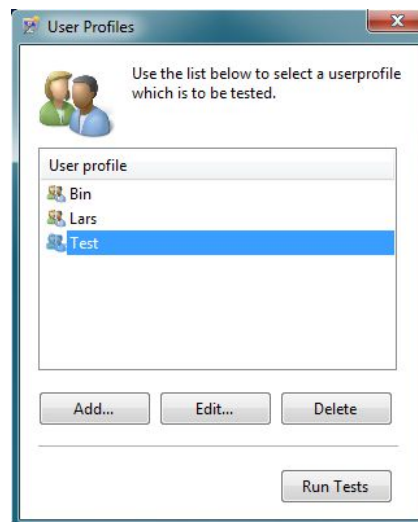 User Profiles
Use the list below to select a userprofile
which is to be tested.
User profile
Bin
Lars
Test
Add... Edit... Delete
Run Tests